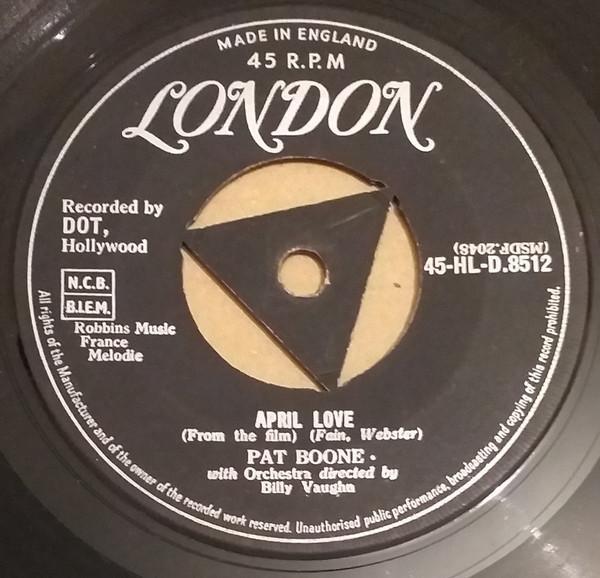 MADE IN ENGLAND
45 R.P.M
LONDON
Recorded by
DOT,
Hollywood
(MSDF.2048)
45-HL-D.8512
N.C.B.
B.I.E.M.
Robbins Music
France
Melodie
APRIL LOVE
(From the film) (Fain, Webster)
PAT BOONE •
with Orchestra directed by
Billy Vaughn
All rights of the Manufacturer and of the owner of the recorded work reserved. Unauthorised public performance, broadcasting and copying of this record prohibited.